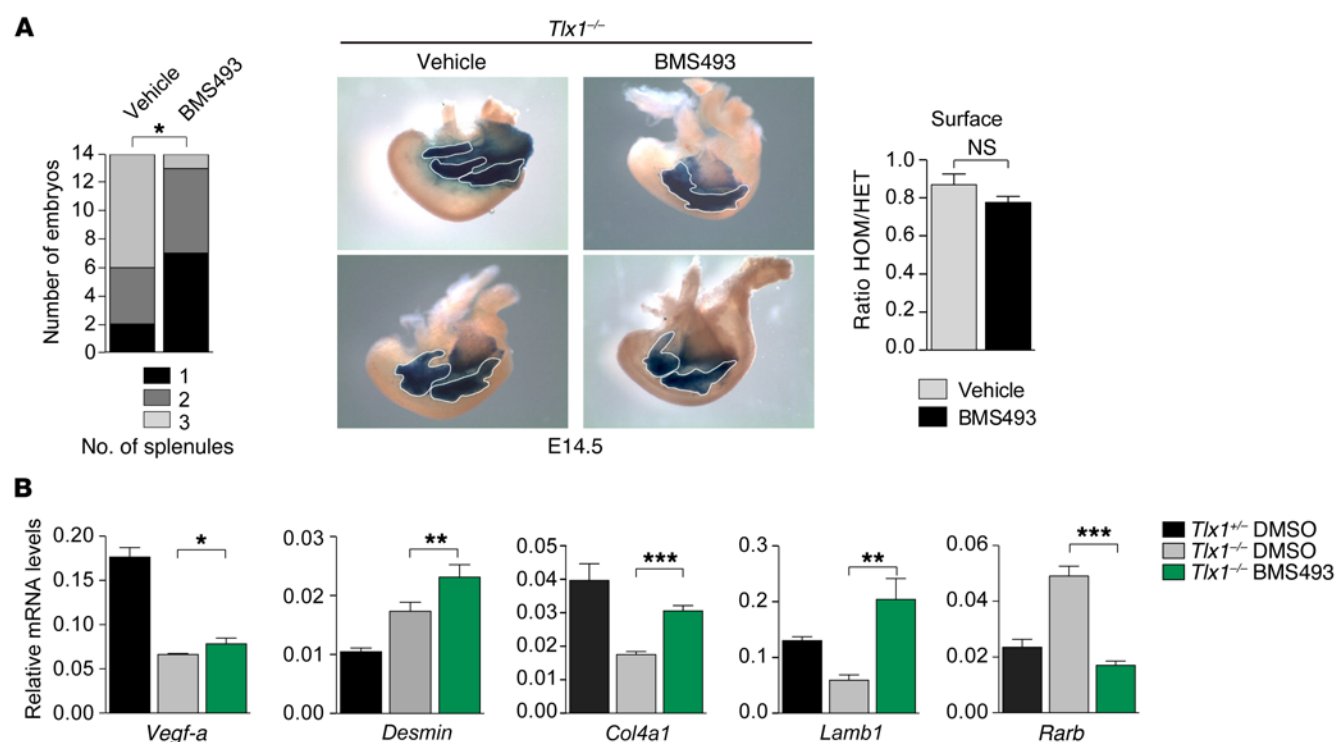 A
Tlx1–/–
Vehicle
BMS493
*
Number of embryos
14
12
10
8
6
4
2
0
1
2
3
No. of splenules
Vehicle
BMS493
E14.5
Surface
NS
Ratio HOM/HET
1.0
0.8
0.6
0.4
0.2
0.0
Vehicle
BMS493
B
Relative mRNA levels
0.20
0.15
0.10
0.05
0.00
*
Vegf-a
0.03
0.02
0.01
0.00
**
Desmin
0.05
0.04
0.03
0.02
0.01
0.00
***
Col4a1
0.3
0.2
0.1
0.0
**
Lamb1
0.06
0.04
0.02
0.00
***
Rarb
Tlx1+/– DMSO
Tlx1–/– DMSO
Tlx1–/– BMS493